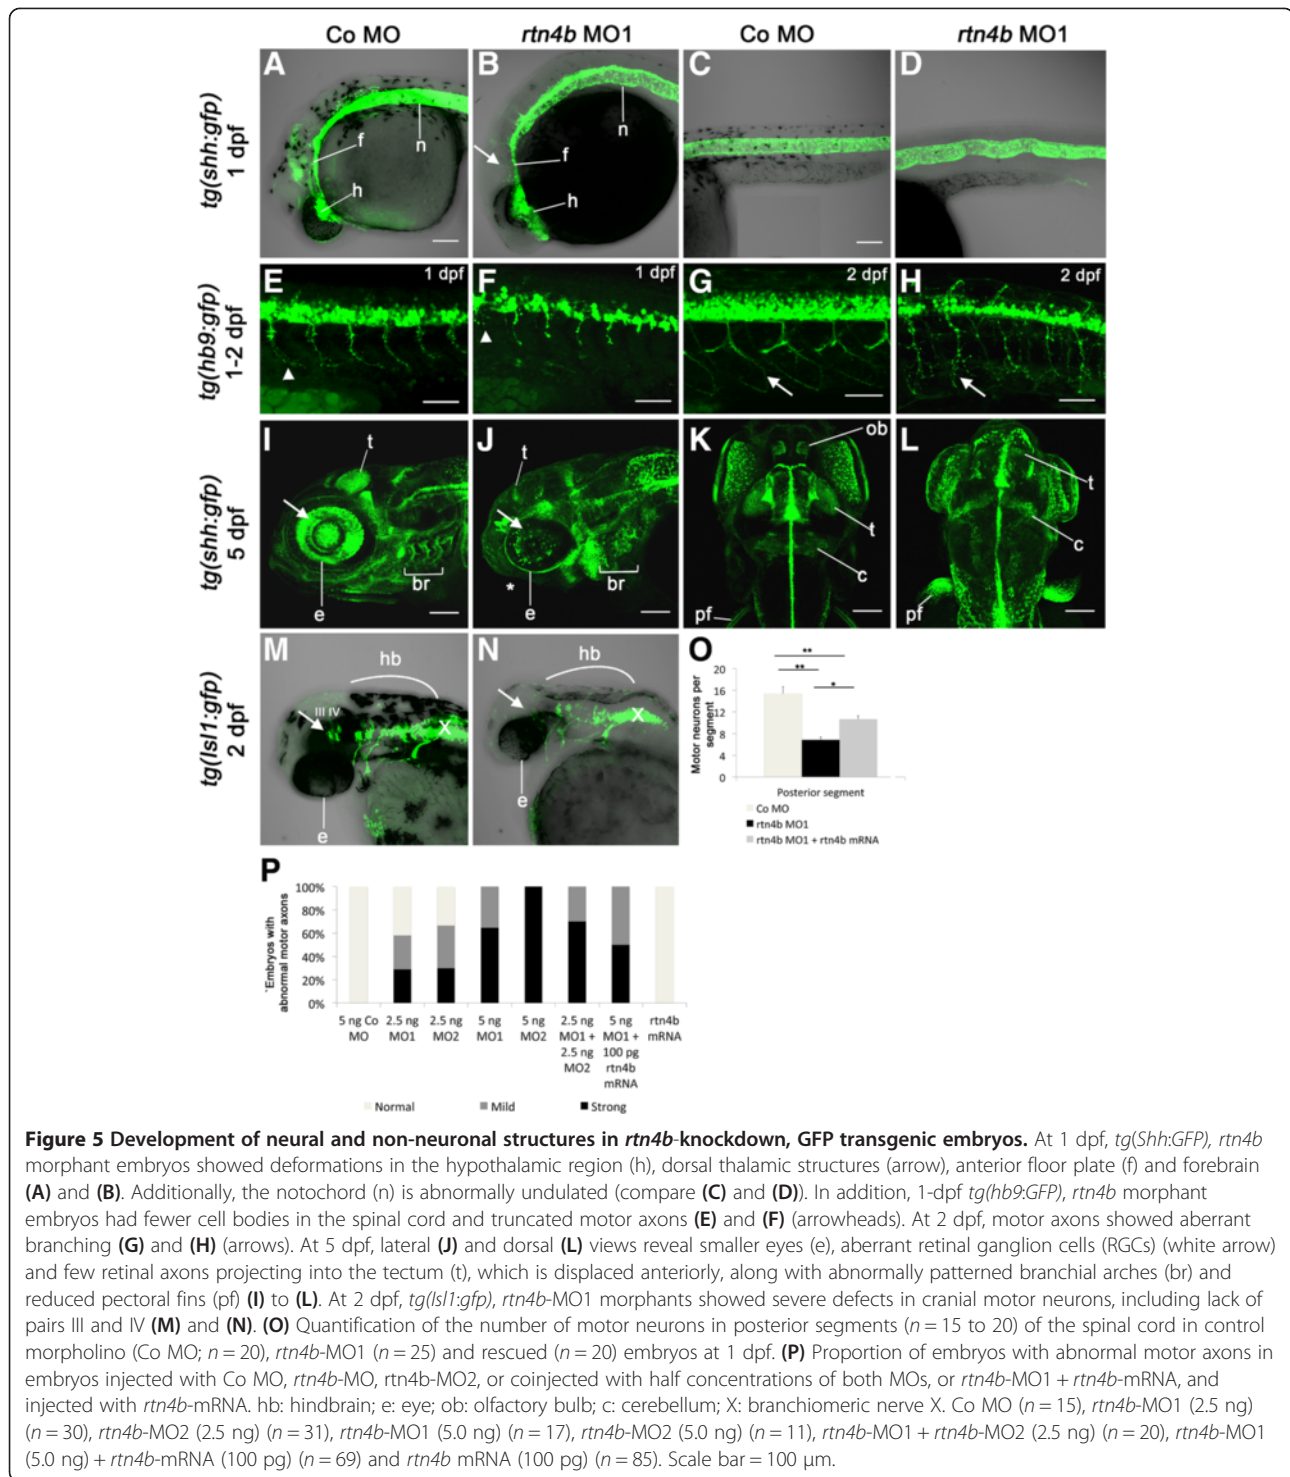 Co MO rtn4b MO1 Co MO rtn4b MO1
tg(shh:gfp)
1 dpf
A
f
n
h
B
n
f
h
C
D
tg(hb9:gfp)
1-2 dpf
E 1 dpf
F 1 dpf
G 2 dpf
H 2 dpf
tg(shh:gfp)
5 dpf
I
t
br
e
J
t
br
*
e
K
ob
t
c
pf
L
t
c
pf
tg(Isl1:gfp)
2 dpf
M
hb
III IV
X
e
N
hb
X
e
O
**
**
*
Motor neurons per
segment
20
16
12
8
4
0
Posterior segment
Co MO
rtn4b MO1
rtn4b MO1 + rtn4b mRNA
P
`Embryos with
abnormal motor axons
100%
80%
60%
40%
20%
0%
5 ng Co
MO
2.5 ng
MO1
2.5 ng
MO2
5 ng
MO1
5 ng
MO2
2.5 ng
MO1 +
2.5 ng
MO2
5 ng
MO1 +
100 pg
rtn4b
mRNA
rtn4b
mRNA
Normal Mild Strong
Figure 5 Development of neural and non-neuronal structures in rtn4b-knockdown, GFP transgenic embryos. At 1 dpf, tg(Shh:GFP), rtn4b
morphant embryos showed deformations in the hypothalamic region (h), dorsal thalamic structures (arrow), anterior floor plate (f) and forebrain
(A) and (B). Additionally, the notochord (n) is abnormally undulated (compare (C) and (D)). In addition, 1-dpf tg(hb9:GFP), rtn4b morphant
embryos had fewer cell bodies in the spinal cord and truncated motor axons (E) and (F) (arrowheads). At 2 dpf, motor axons showed aberrant
branching (G) and (H) (arrows). At 5 dpf, lateral (J) and dorsal (L) views reveal smaller eyes (e), aberrant retinal ganglion cells (RGCs) (white arrow)
and few retinal axons projecting into the tectum (t), which is displaced anteriorly, along with abnormally patterned branchial arches (br) and
reduced pectoral fins (pf) (I) to (L). At 2 dpf, tg(Isl1:gfp), rtn4b-MO1 morphants showed severe defects in cranial motor neurons, including lack of
pairs III and IV (M) and (N). (O) Quantification of the number of motor neurons in posterior segments (n = 15 to 20) of the spinal cord in control
morpholino (Co MO; n = 20), rtn4b-MO1 (n = 25) and rescued (n = 20) embryos at 1 dpf. (P) Proportion of embryos with abnormal motor axons in
embryos injected with Co MO, rtn4b-MO, rtn4b-MO2, or coinjected with half concentrations of both MOs, or rtn4b-MO1 + rtn4b-mRNA, and
injected with rtn4b-mRNA. hb: hindbrain; e: eye; ob: olfactory bulb; c: cerebellum; X: branchiomeric nerve X. Co MO (n = 15), rtn4b-MO1 (2.5 ng)
(n = 30), rtn4b-MO2 (2.5 ng) (n = 31), rtn4b-MO1 (5.0 ng) (n = 17), rtn4b-MO2 (5.0 ng) (n = 11), rtn4b-MO1 + rtn4b-MO2 (2.5 ng) (n = 20), rtn4b-MO1
(5.0 ng) + rtn4b-mRNA (100 pg) (n = 69) and rtn4b mRNA (100 pg) (n = 85). Scale bar = 100 μm.